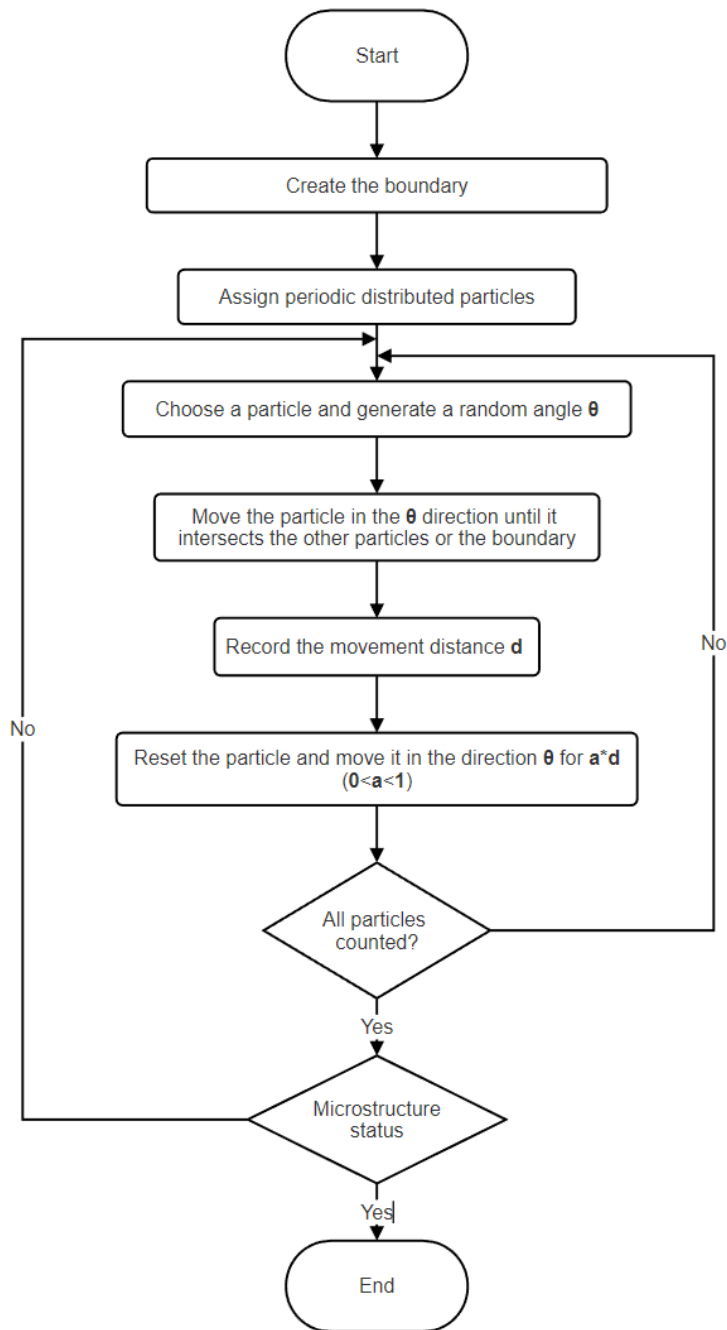 Start
Create the boundary
Assign periodic distributed particles
Choose a particle and generate a random angle θ
Move the particle in the θ direction until it
intersects the other particles or the boundary
Record the movement distance d
No
No
Reset the particle and move it in the direction θ for a*d
(0<a<1)
All particles
counted?
Yes
Microstructure
status
Yes
End